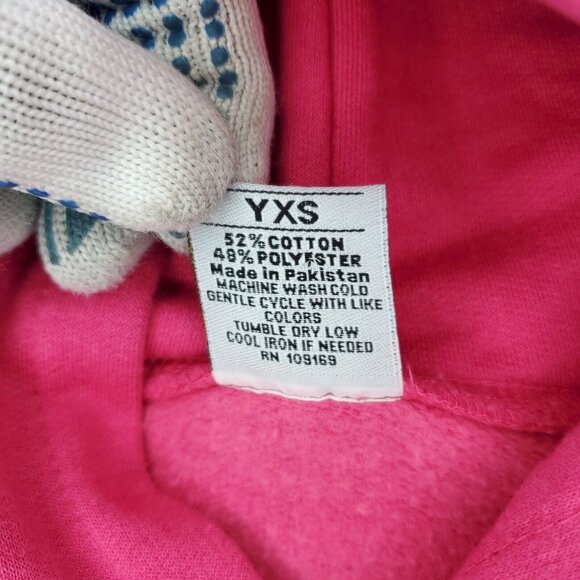 YXS
52% COTTON
48% POLYESTER
Made in Pakistan
MACHINE WASH COLD
GENTLE CYCLE WITH LIKE
COLORS
TUMBLE DRY LOW
COOL IRON IF NEEDED
RN 109169